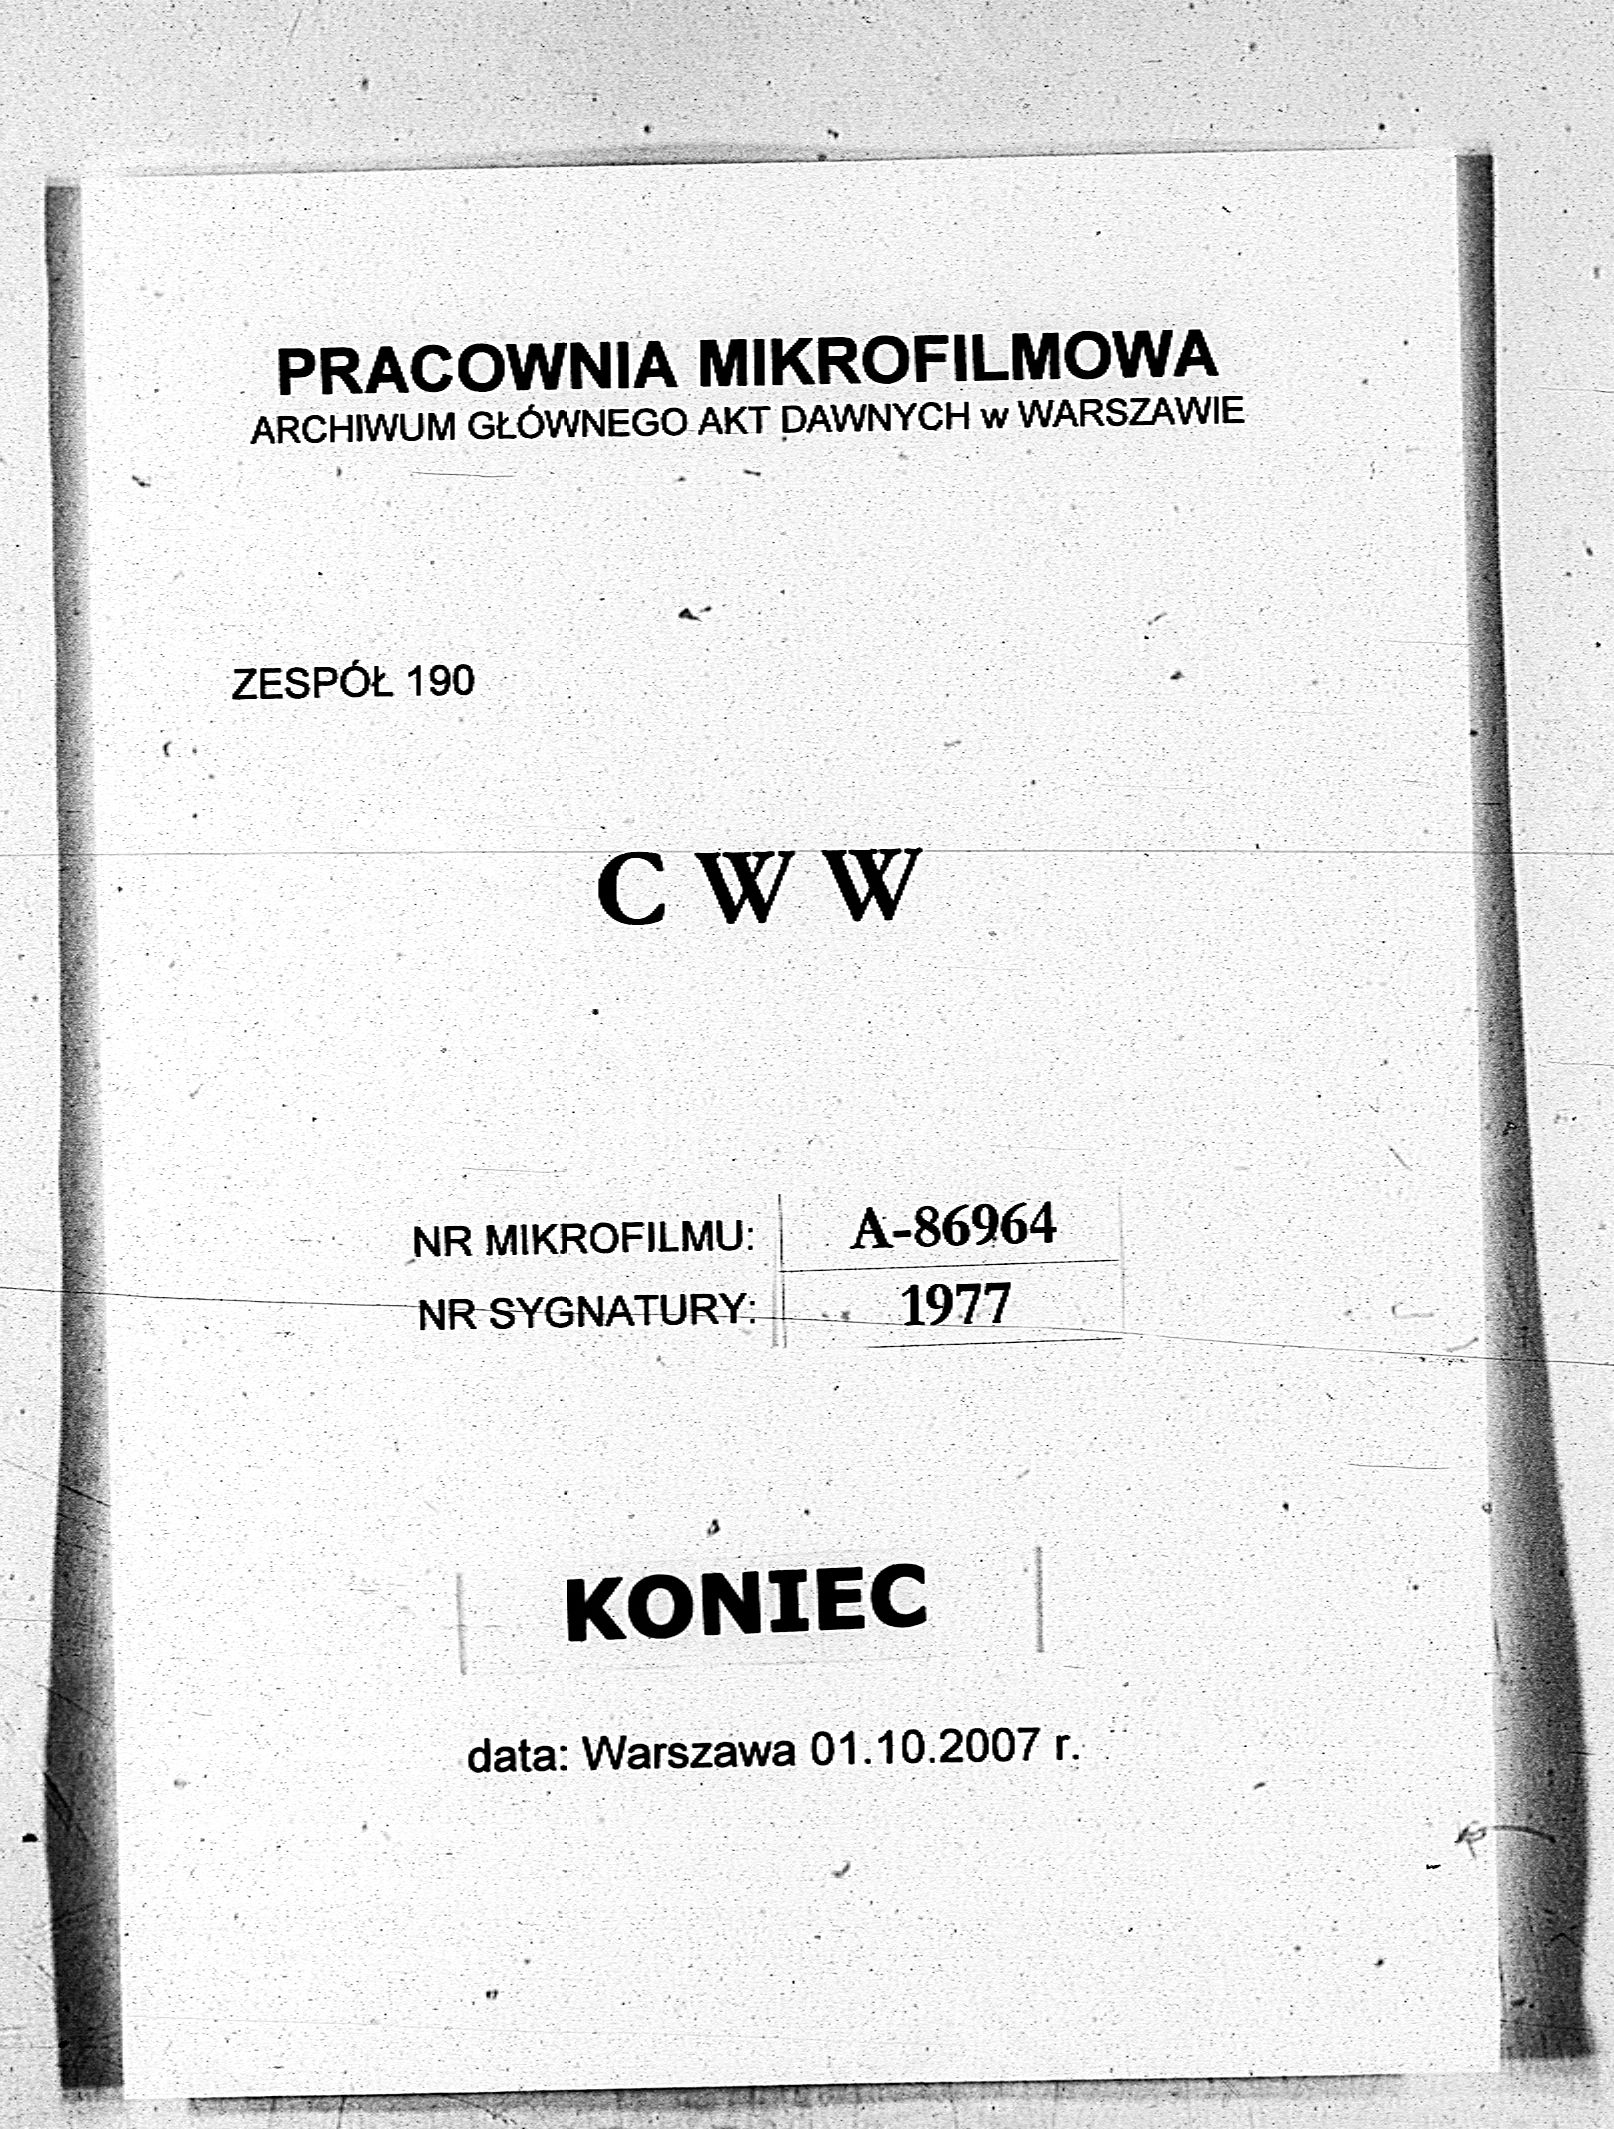 PRACOWNIA MIKROFILMOWA
ARCHIWUM GŁÓWNEGO AKT DAWNYCH w WARSZAWIE
ZESPÓŁ 190
C W W
NR MIKROFILMU: A-86964
NR SYGNATURY: 1977
KONIEC
data: Warszawa 01.10.2007 r.